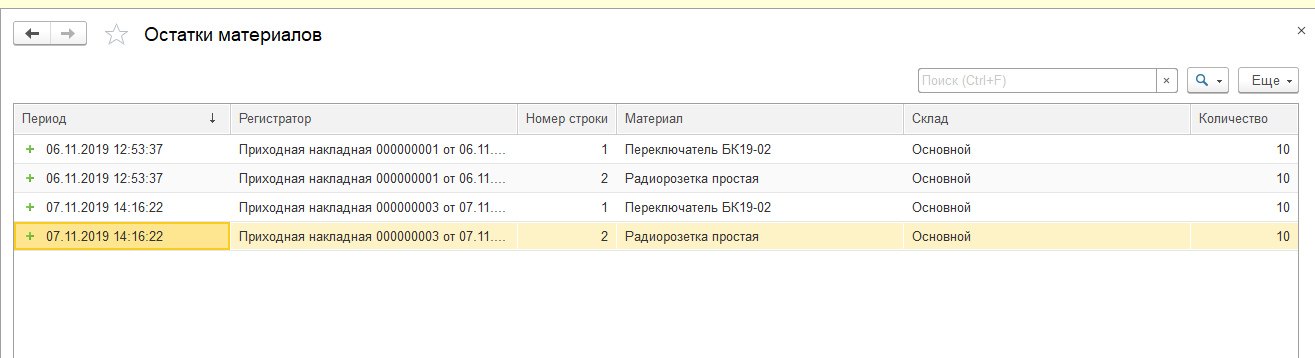 Остатки материалов
Поиск (Ctrl+F)
Еще
Период Регистратор Номер строки Материал Склад Количество
06.11.2019 12:53:37 Приходная накладная 000000001 от 06.11.... 1 Переключатель БК19-02 Основной 10
06.11.2019 12:53:37 Приходная накладная 000000001 от 06.11.... 2 Радиорозетка простая Основной 10
07.11.2019 14:16:22 Приходная накладная 000000003 от 07.11.... 1 Переключатель БК19-02 Основной 10
07.11.2019 14:16:22 Приходная накладная 000000003 от 07.11.... 2 Радиорозетка простая Основной 10